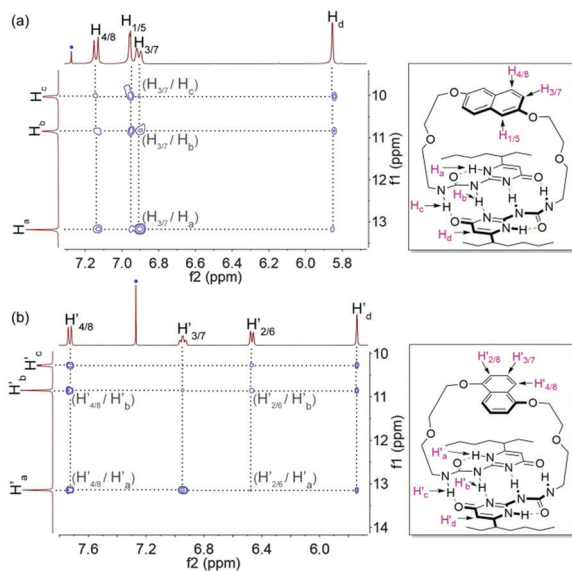 (a)
H4/8
H1/5
H3/7
Hd
Hc
Hb
Ha
(H3/7 / Hc)
(H3/7 / Hb)
(H3/7 / Ha)
10
11
12
13
f1 (ppm)
7.2 7.0 6.8 6.6 6.4 6.2 6.0 5.8
f2 (ppm)
H4/8
H3/7
H1/5
O
O
O
O
Ha
H
N
O
O
N
N
N
N
H
H
Hc
H
Hb
H
H
N
N
N
N
O
O
Hd
N
H
O
(b)
H'4/8
H'3/7
H'2/6
H'd
H'c
H'b
H'a
(H'4/8 / H'b)
(H'2/6 / H'b)
(H'4/8 / H'a)
(H'2/6 / H'a)
10
11
12
13
14
f1 (ppm)
7.6 7.2 6.8 6.4 6.0
f2 (ppm)
H'2/6
H'3/7
H'4/8
O
O
O
O
H'a
H
N
O
O
N
N
N
N
H
H
H'c
H
H'b
H
H
N
N
N
N
O
O
H'd
N
H
O